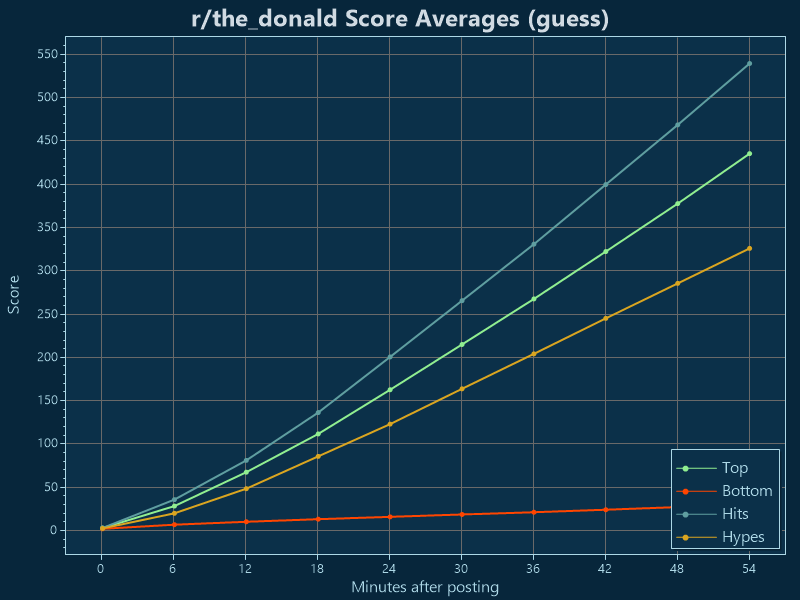 r/the_donald Score Averages (guess)
550
500
450
400
350
300
250
200
150
100
50
0
Score
Top
Bottom
Hits
Hypes
0 6 12 18 24 30 36 42 48 54
Minutes after posting